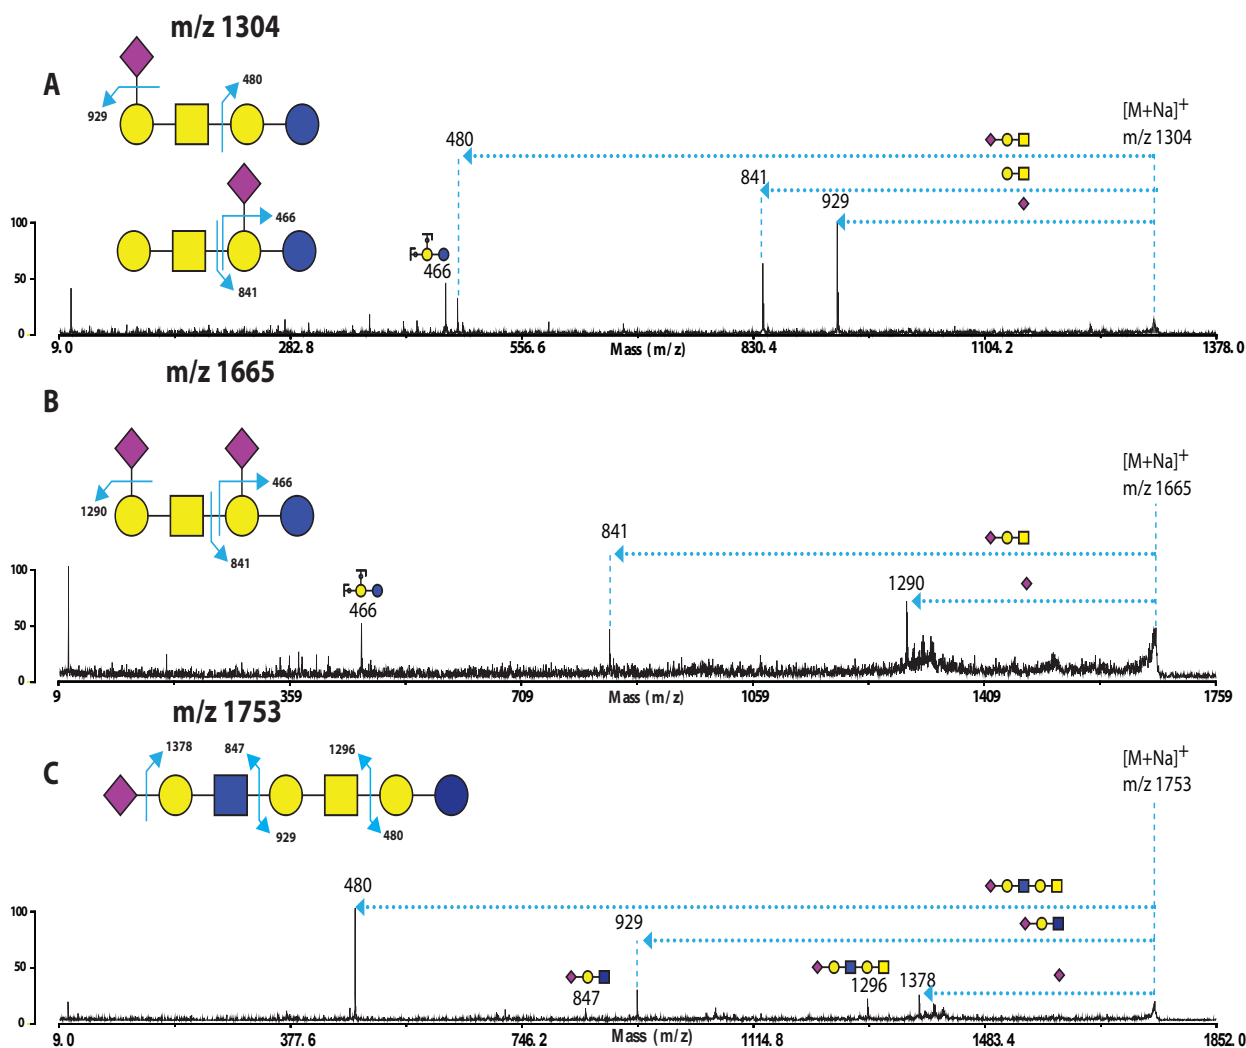 m/z 1304
A
480
929
466
841
[M+Na]+
m/z 1304
480
841
929
466
100
50
0
9.0 282.8 556.6 Mass (m/z) 830.4 1104.2 1378.0
m/z 1665
B
466
1290
841
[M+Na]+
m/z 1665
841
1290
466
100
50
0
9 359 709 Mass (m/z) 1059 1409 1759
m/z 1753
C
1378 847 1296
929 480
[M+Na]+
m/z 1753
480
929
847
1296 1378
100
50
0
9.0 377.6 746.2 Mass (m/z) 1114.8 1483.4 1852.0